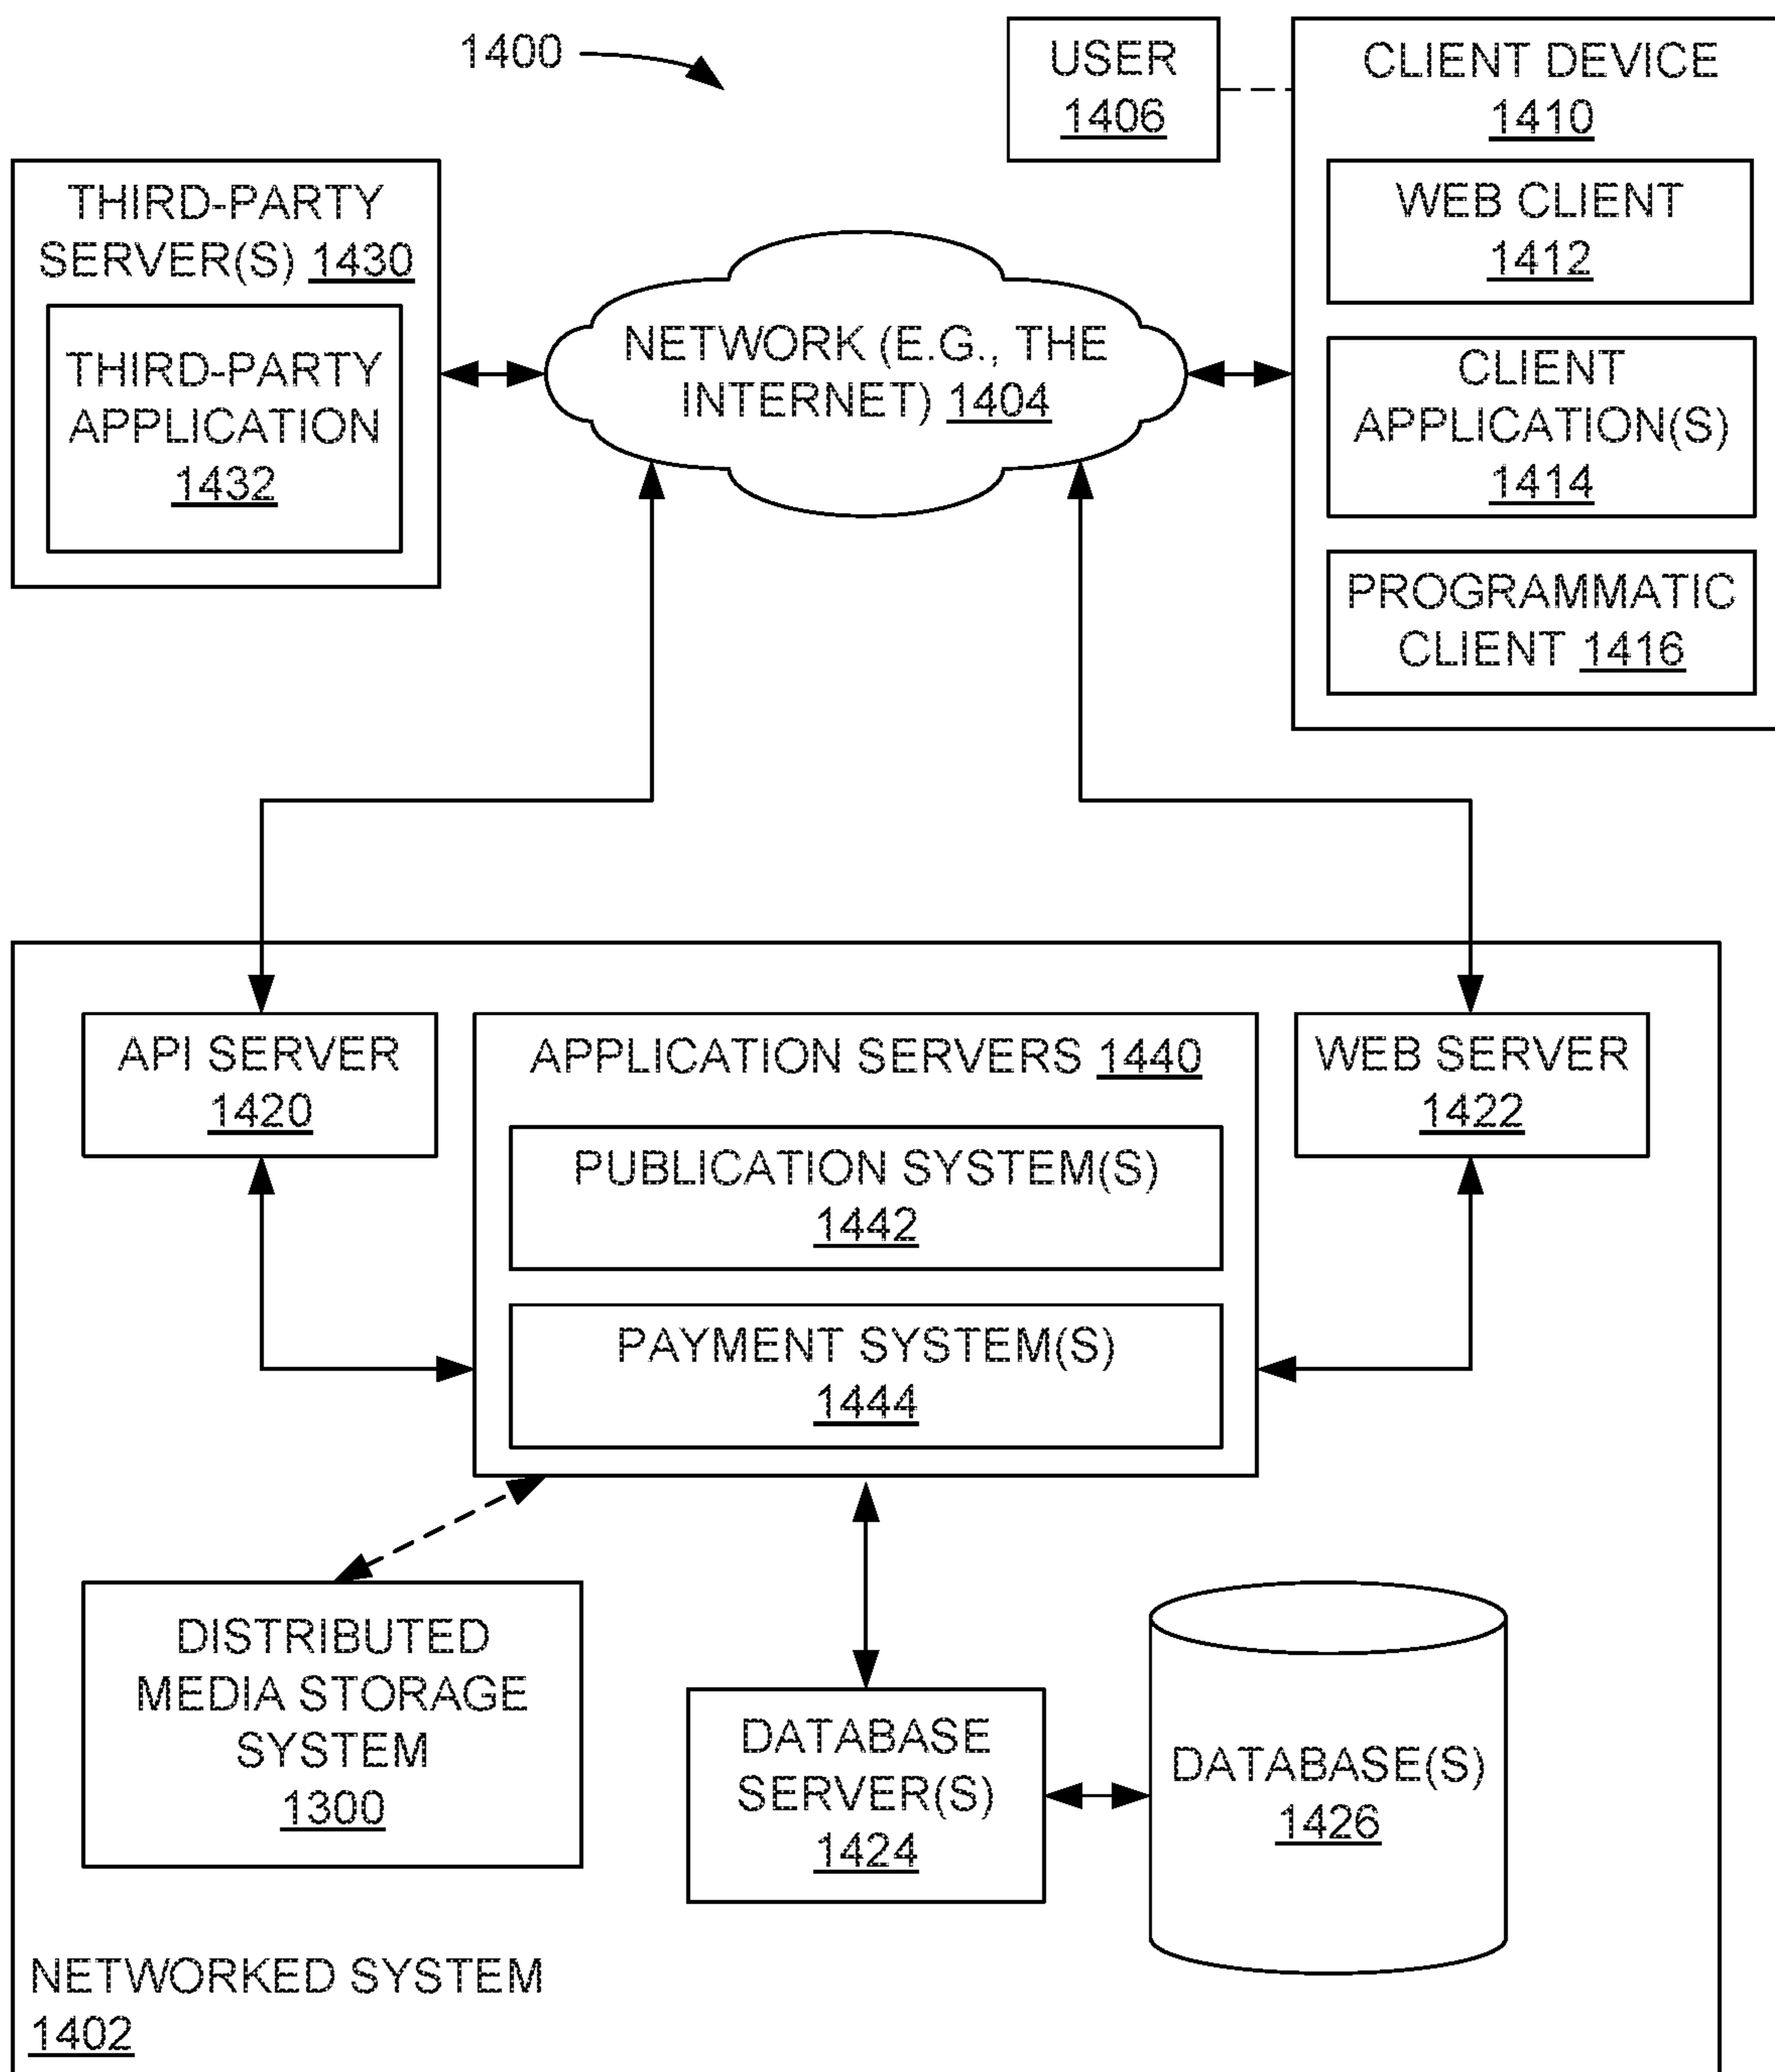 1400
USER
1406
CLIENT DEVICE
1410
WEB CLIENT
1412
CLIENT
APPLICATION(S)
1414
PROGRAMMATIC
CLIENT 1416
THIRD-PARTY
SERVER(S) 1430
THIRD-PARTY
APPLICATION
1432
NETWORK (E.G., THE
INTERNET) 1404
API SERVER
1420
APPLICATION SERVERS 1440
PUBLICATION SYSTEM(S)
1442
PAYMENT SYSTEM(S)
1444
WEB SERVER
1422
DISTRIBUTED
MEDIA STORAGE
SYSTEM
1300
DATABASE
SERVER(S)
1424
DATABASE(S)
1426
NETWORKED SYSTEM
1402